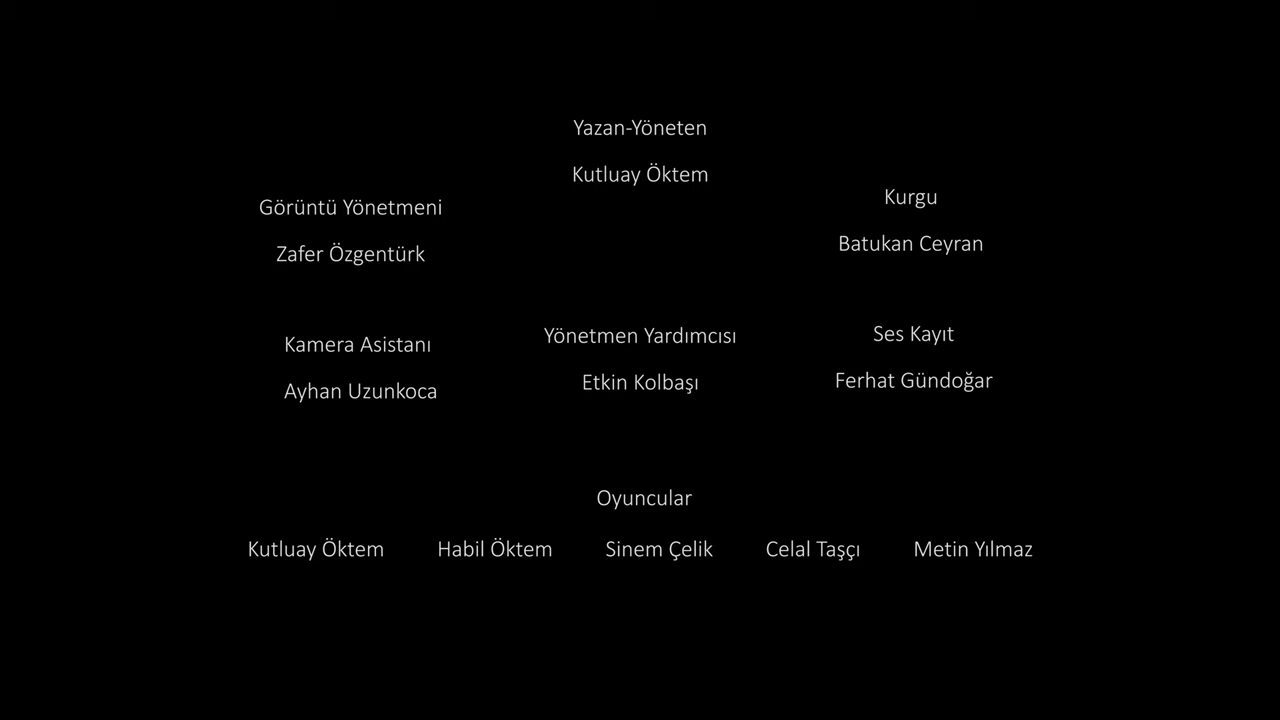 Yazan-Yöneten
Kutluay Öktem
Görüntü Yönetmeni
Zafer Özgentürk
Kurgu
Batukan Ceyran
Kamera Asistanı
Ayhan Uzunkoca
Yönetmen Yardımcısı
Etkin Kolbaşı
Ses Kayıt
Ferhat Gündoğar
Oyuncular
Kutluay Öktem Habil Öktem Sinem Çelik Celal Taşçı Metin Yılmaz